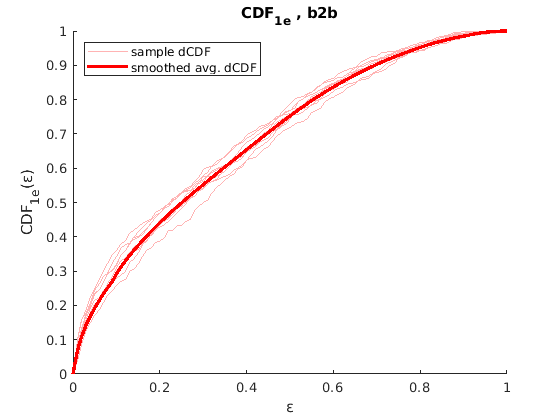 CDF1e , b2b
sample dCDF
smoothed avg. dCDF
CDF1e(ε)
1
0.9
0.8
0.7
0.6
0.5
0.4
0.3
0.2
0.1
0
0 0.2 0.4 0.6 0.8 1
ε